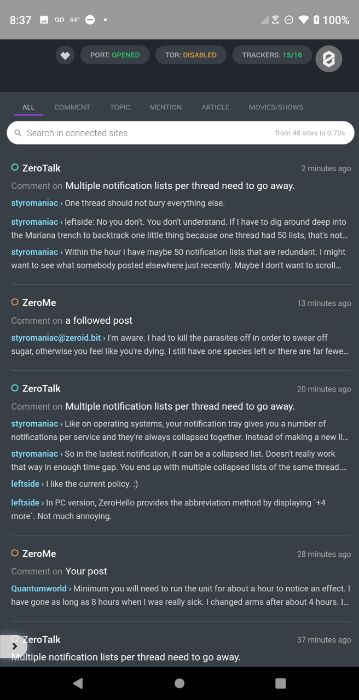 8:37 44° 100%
PORT: OPENED TOR: DISABLED TRACKERS: 15/16
ALL COMMENT TOPIC MENTION ARTICLE MOVIES/SHOWS
Search in connected sites from 48 sites in 0.70s
ZeroTalk 2 minutes ago
Comment on Multiple notification lists per thread need to go away.
styromaniac › One thread should not bury everything else.
styromaniac › leftside: No you don't. You don't understand. If I have to dig around deep into
the Mariana trench to backtrack one little thing because one thread had 50 lists, that's not...
styromaniac › Within the hour I have maybe 50 notification lists that are redundant. I might
want to see what somebody posted elsewhere just recently. Maybe I don't want to scroll...
ZeroMe 13 minutes ago
Comment on a followed post
styromaniac@zeroid.bit › I'm aware. I had to kill the parasites off in order to swear off
sugar, otherwise you feel like you're dying. I still have one species left or there are far fewe...
ZeroTalk 20 minutes ago
Comment on Multiple notification lists per thread need to go away.
styromaniac › Like on operating systems, your notification tray gives you a number of
notifications per service and they're always collapsed together. Instead of making a new li...
styromaniac › So in the lastest notification, it can be a collapsed list. Doesn't really work
that way in enough time gap. You end up with multiple collapsed lists of the same thread....
leftside › I like the current policy. :)
leftside › In PC version, ZeroHello provides the abbreviation method by displaying `+4
more`. Not much annoying.
ZeroMe 28 minutes ago
Comment on Your post
Quantumworld › Minimum you will need to run the unit for about a hour to notice an effect. I
have gone as long as 8 hours when I was really sick. I changed arms after about 4 hours. I...
ZeroTalk 37 minutes ago
Multiple notification lists per thread need to go away.